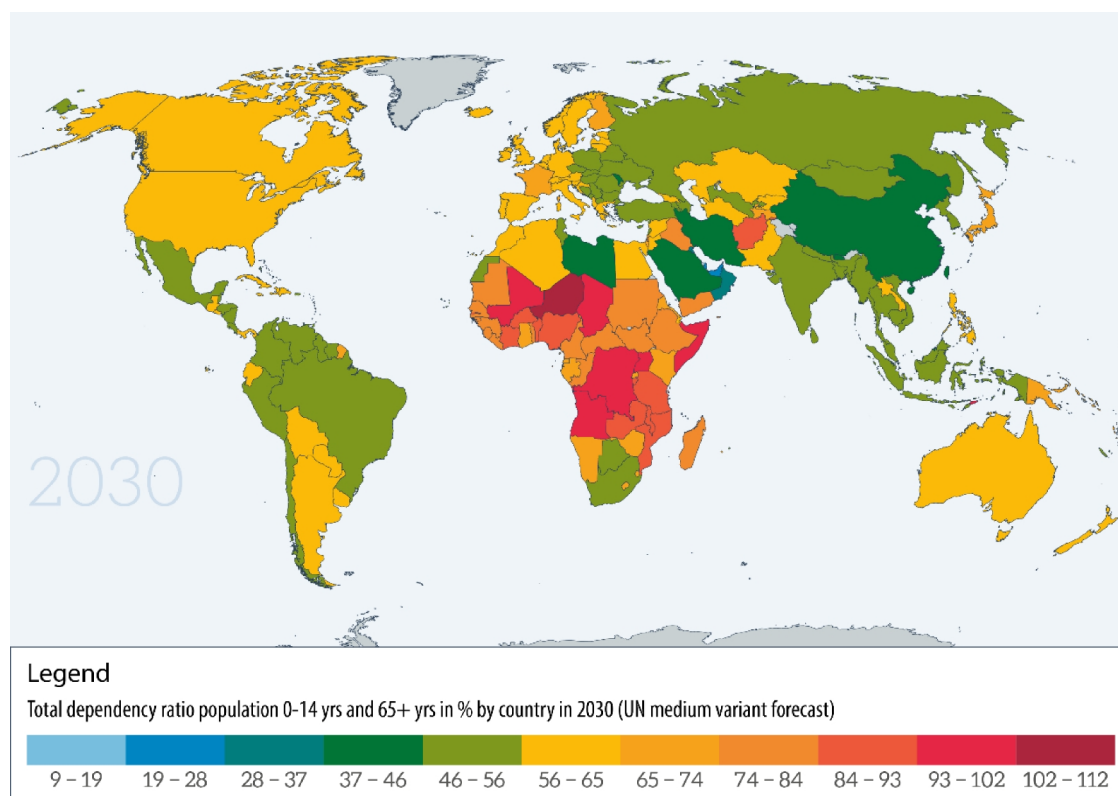 2030
Legend
Total dependency ratio population 0-14 yrs and 65+ yrs in % by country in 2030 (UN medium variant forecast)
9 – 19 19 – 28 28 – 37 37 – 46 46 – 56 56 – 65 65 – 74 74 – 84 84 – 93 93 – 102 102 – 112